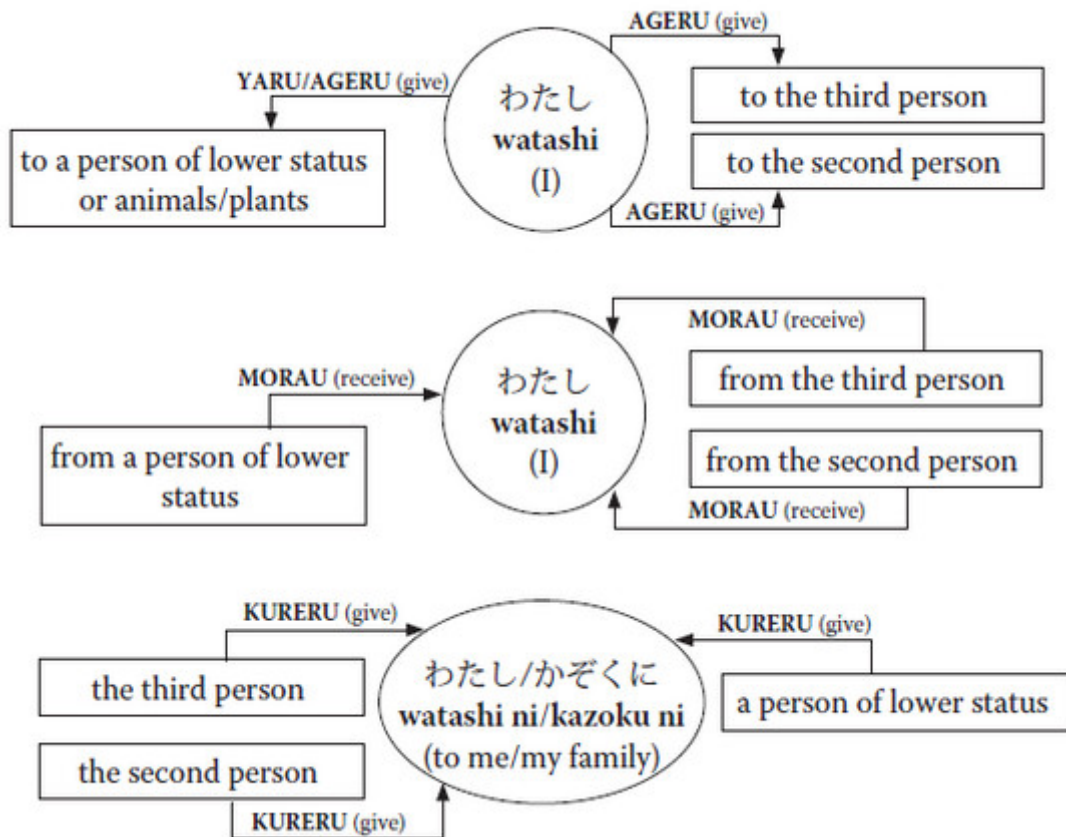 AGERU (give)
YARU/AGERU (give)
to a person of lower status
or animals/plants
わたし
watashi
(I)
to the third person
to the second person
AGERU (give)
MORAU (receive)
MORAU (receive)
from a person of lower
status
わたし
watashi
(I)
from the third person
from the second person
MORAU (receive)
KURERU (give)
KURERU (give)
the third person
the second person
わたし/かぞくに
watashi ni/kazoku ni
(to me/my family)
a person of lower status
KURERU (give)